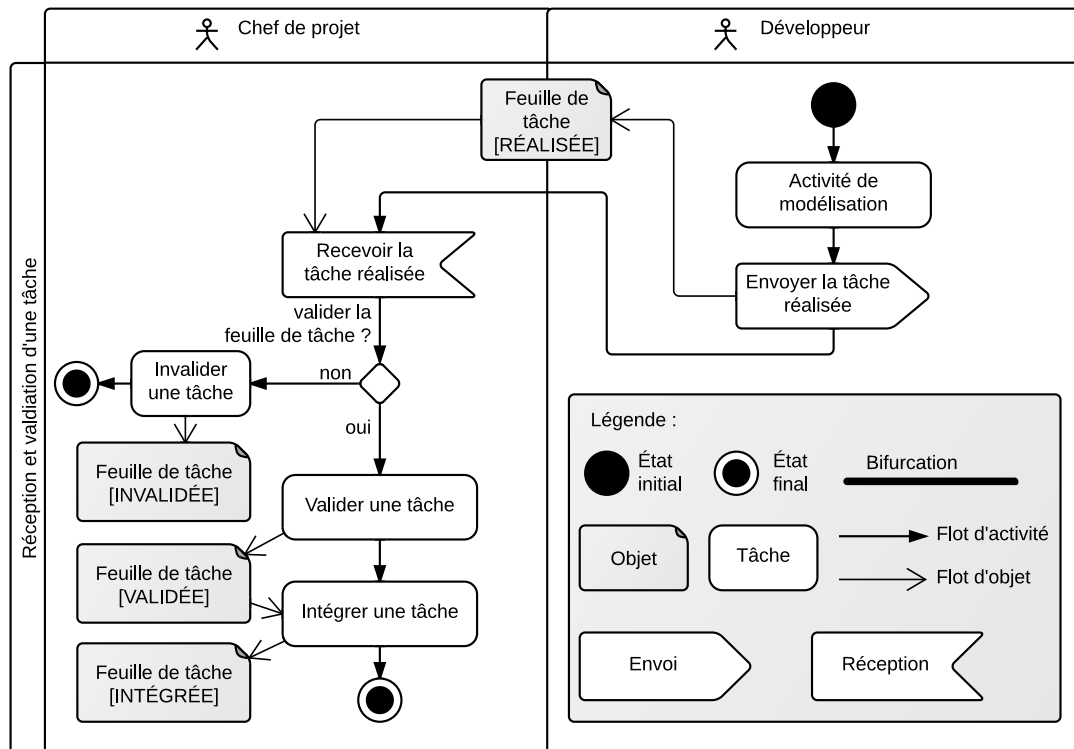 Chef de projet
Développeur
Réception et valdiation d'une tâche
Feuille de
tâche
[RÉALISÉE]
Activité de
modélisation
Recevoir la
tâche réalisée
Envoyer la tâche
réalisée
valider la
feuille de tâche ?
Invalider
une tâche
non
oui
Feuille de tâche
[INVALIDÉE]
Valider une tâche
Feuille de tâche
[VALIDÉE]
Intégrer une tâche
Feuille de tâche
[INTÉGRÉE]
Légende :
État
initial
État
final
Bifurcation
Objet
Tâche
Flot d'activité
Flot d'objet
Envoi
Réception